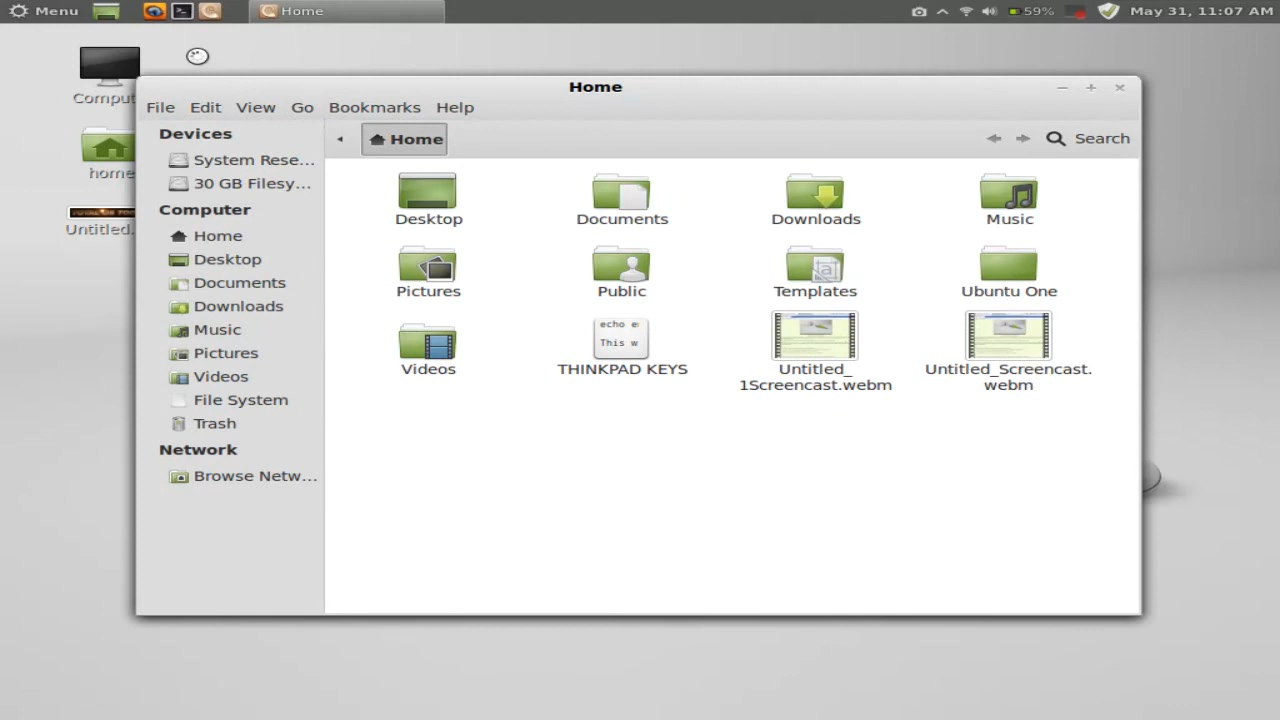 Menu
Home
59%
May 31, 11:07 AM
Comput
home
Untitled.
Home
File Edit View Go Bookmarks Help
Devices
System Rese...
30 GB Filesy...
Computer
Home
Desktop
Documents
Downloads
Music
Pictures
Videos
File System
Trash
Network
Browse Netw...
Home
Search
Desktop
Documents
Downloads
Music
Pictures
Public
Templates
Ubuntu One
Videos
echo e
This w
THINKPAD KEYS
Untitled_
1Screencast.webm
Untitled_Screencast.
webm